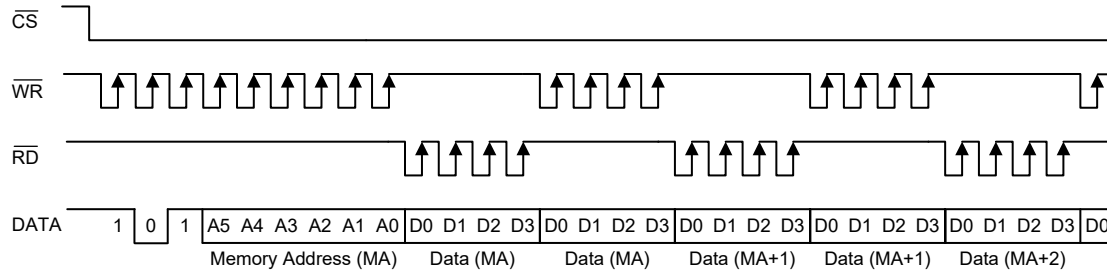 CS
WR
RD
DATA 1 0 1 A5 A4 A3 A2 A1 A0 D0 D1 D2 D3 D0 D1 D2 D3 D0 D1 D2 D3 D0 D1 D2 D3 D0 D1 D2 D3 D0
Memory Address (MA) Data (MA) Data (MA) Data (MA+1) Data (MA+1) Data (MA+2)